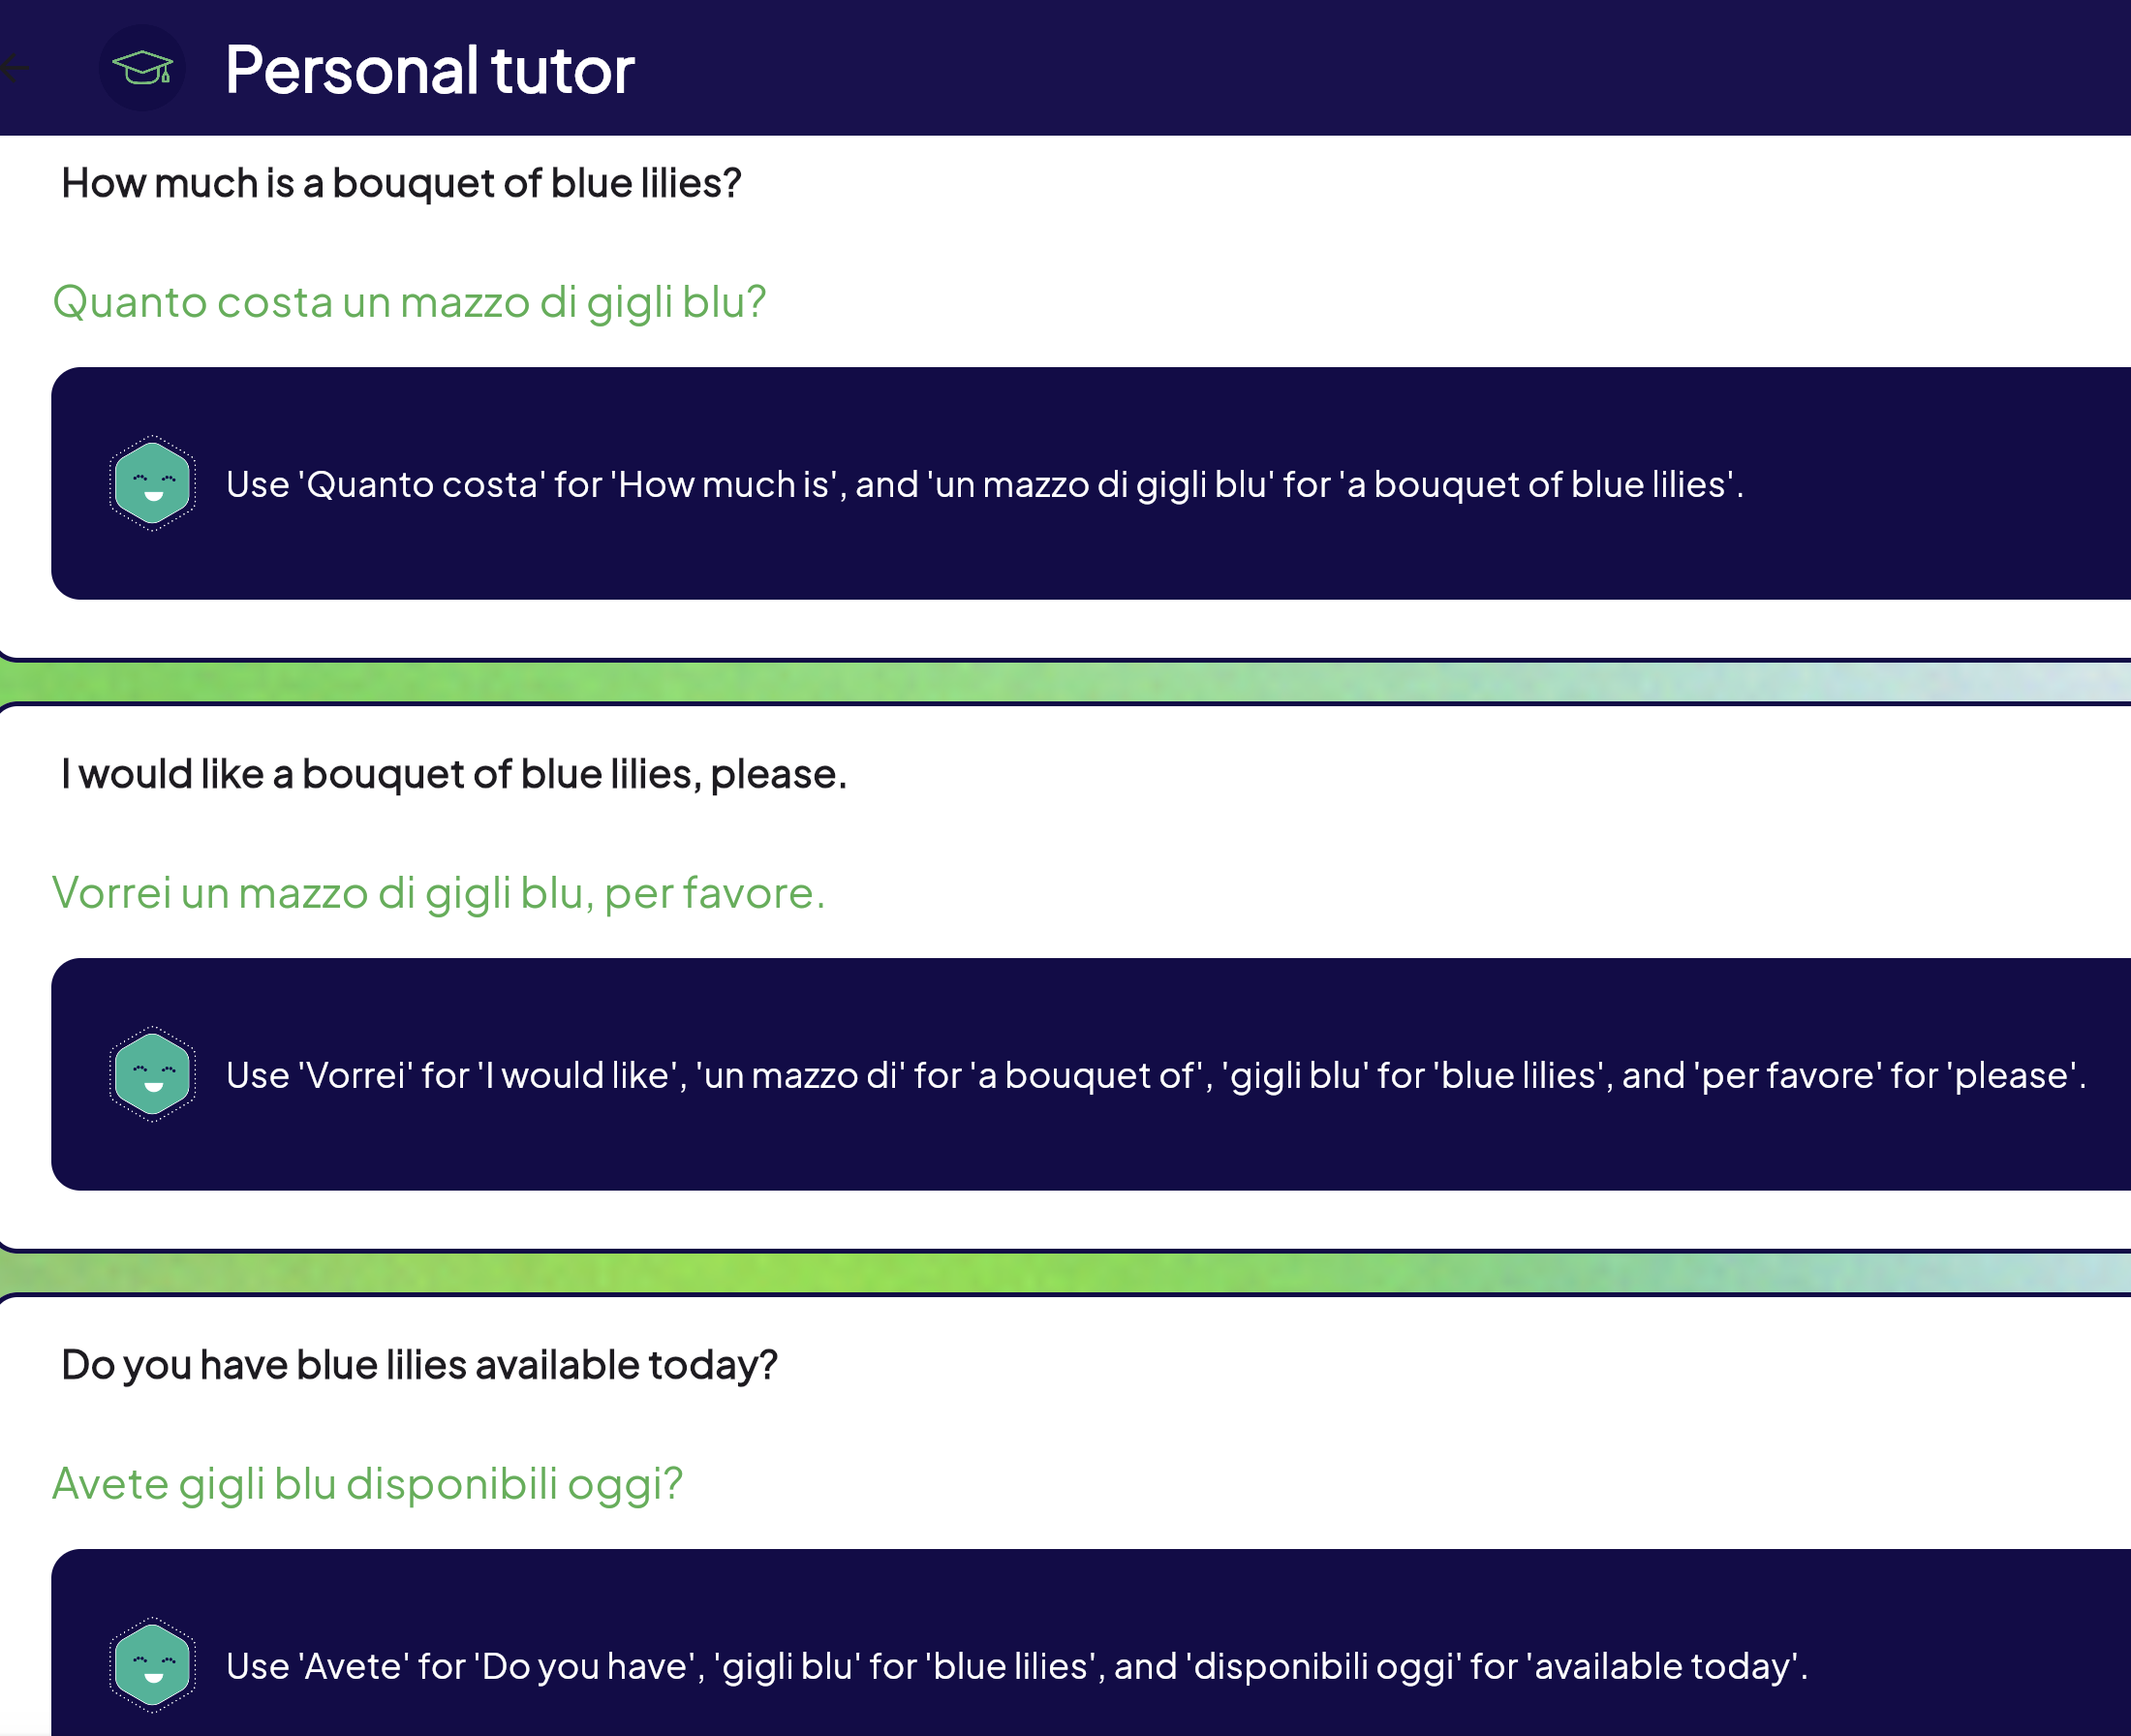 Personal tutor
How much is a bouquet of blue lilies?
Quanto costa un mazzo di gigli blu?
Use 'Quanto costa' for 'How much is', and 'un mazzo di gigli blu' for 'a bouquet of blue lilies'.
I would like a bouquet of blue lilies, please.
Vorrei un mazzo di gigli blu, per favore.
Use 'Vorrei' for 'I would like', 'un mazzo di' for 'a bouquet of', 'gigli blu' for 'blue lilies', and 'per favore' for 'please'.
Do you have blue lilies available today?
Avete gigli blu disponibili oggi?
Use 'Avete' for 'Do you have', 'gigli blu' for 'blue lilies', and 'disponibili oggi' for 'available today'.